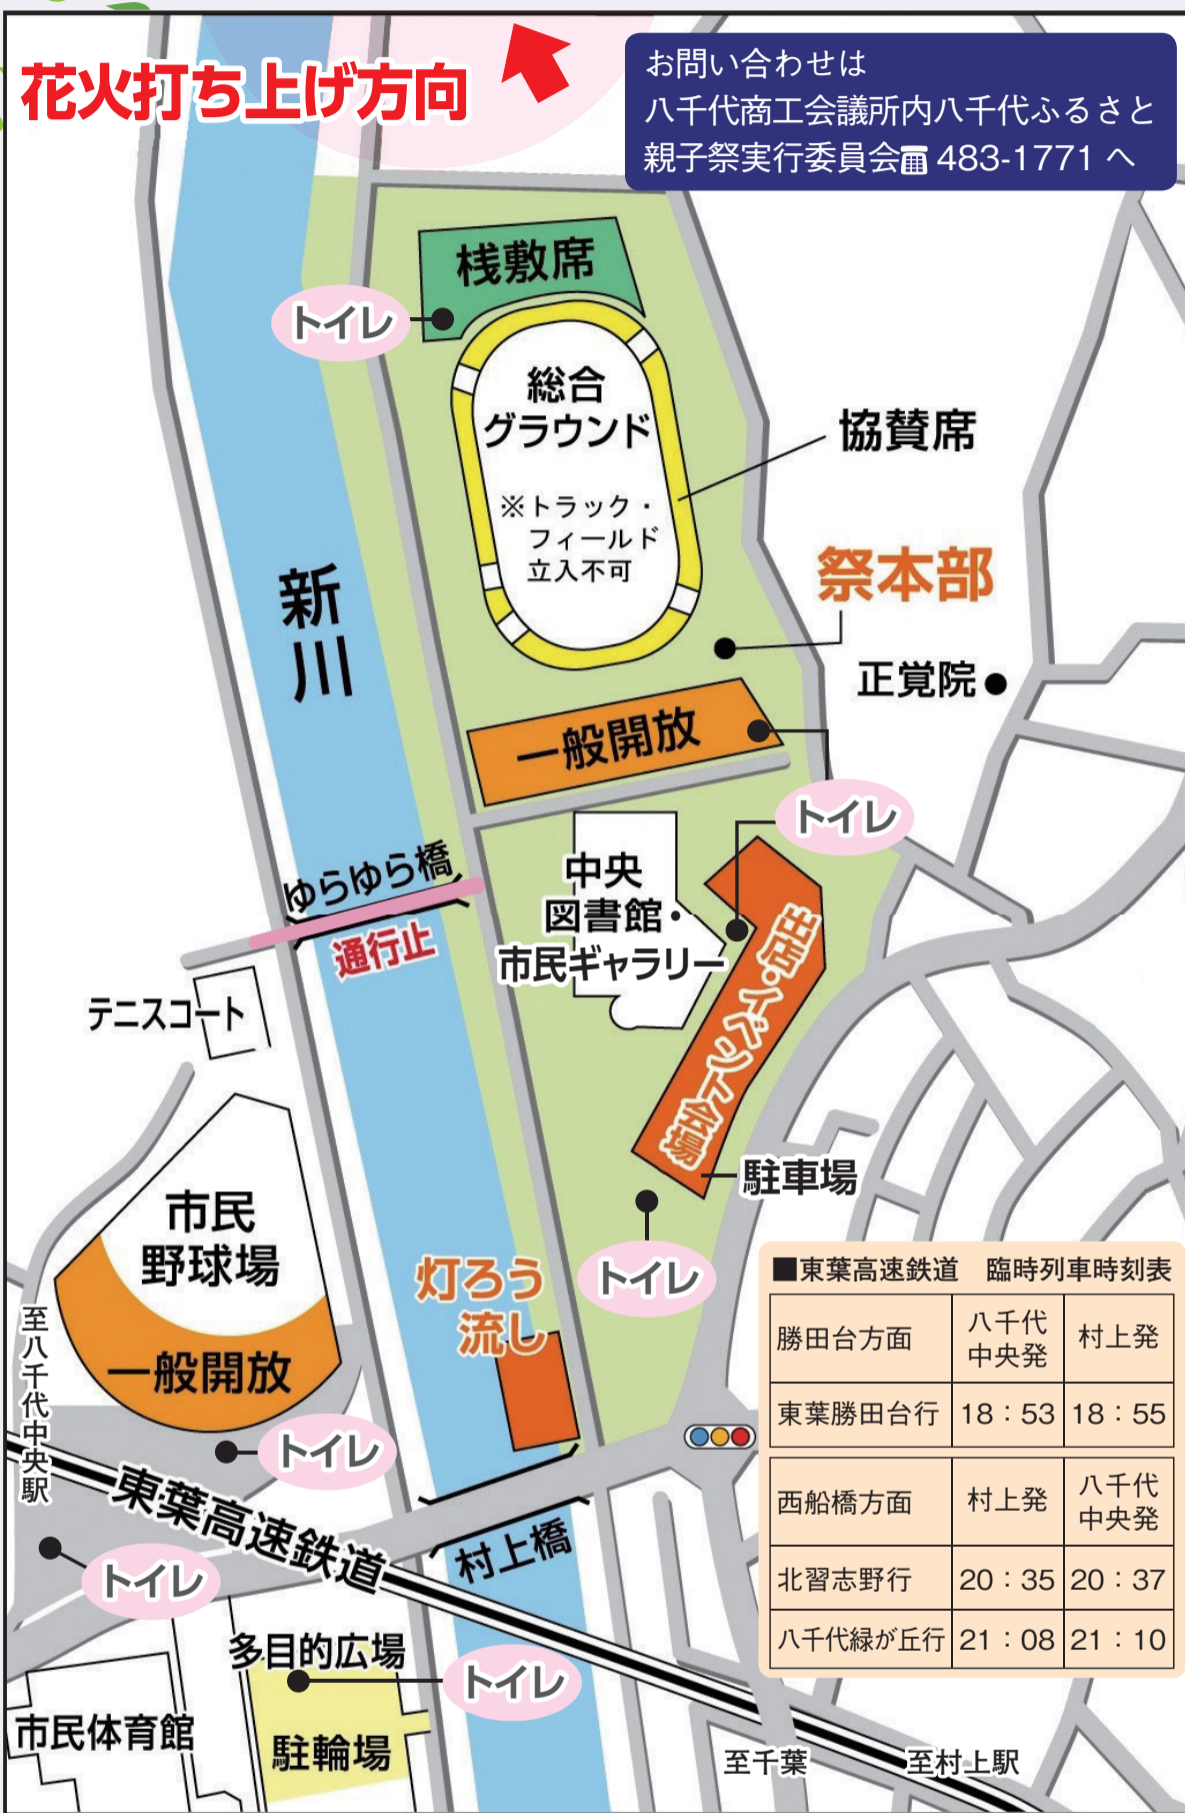 花火打ち上げ方向
お問い合わせは
八千代商工会議所内八千代ふるさと
親子祭実行委員会☎483-1771 へ
桟敷席
トイレ
総合
グラウンド
※トラック・
フィールド
立入不可
協賛席
祭本部
正覚院
新川
一般開放
トイレ
ゆらゆら橋
通行止
中央
図書館・
市民ギャラリー
出店・イベント会場
テニスコート
駐車場
市民
野球場
一般開放
灯ろう
流し
トイレ
至八千代中央駅
トイレ
東葉高速鉄道
トイレ
村上橋
多目的広場
トイレ
市民体育館
駐輪場
至千葉
至村上駅
■東葉高速鉄道 臨時列車時刻表
勝田台方面 八千代中央発 村上発
東葉勝田台行 18:53 18:55
西船橋方面 村上発 八千代中央発
北習志野行 20:35 20:37
八千代緑が丘行 21:08 21:10